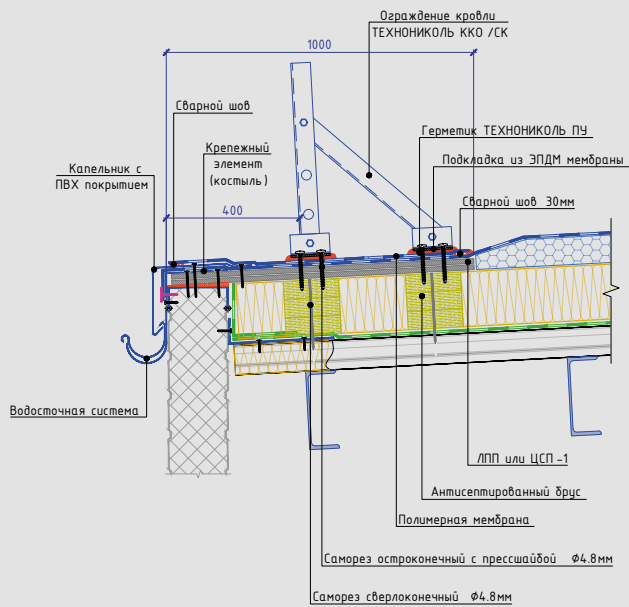 Ограждение кровли
ТЕХНОНИКОЛЬ ККО /СК
1000
Сварной шов
Герметик ТЕХНОНИКОЛЬ ПУ
Крепежный
элемент
(костыль)
Подкладка из ЭПДМ мембраны
Капельник с
ПВХ покрытием
Сварной шов 30мм
400
Водосточная система
ЛПП или ЦСП -1
Антисептированный брус
Полимерная мембрана
Саморез остроконечный с прессшайбой Ф4.8мм
Саморез сверлоконечный Ф4.8мм